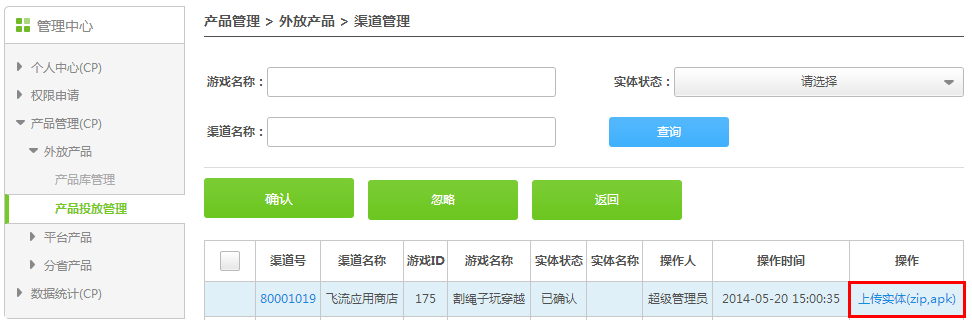 管理中心
个人中心(CP)
权限申请
产品管理(CP)
外放产品
产品库管理
产品投放管理
平台产品
分省产品
数据统计(CP)
产品管理 > 外放产品 > 渠道管理
游戏名称： 实体状态： 请选择
渠道名称： 查询
确认 忽略 返回
渠道号 渠道名称 游戏ID 游戏名称 实体状态 实体名称 操作人 操作时间 操作
80001019 飞流应用商店 175 割绳子玩穿越 已确认 超级管理员 2014-05-20 15:00:35 上传实体(zip,apk)